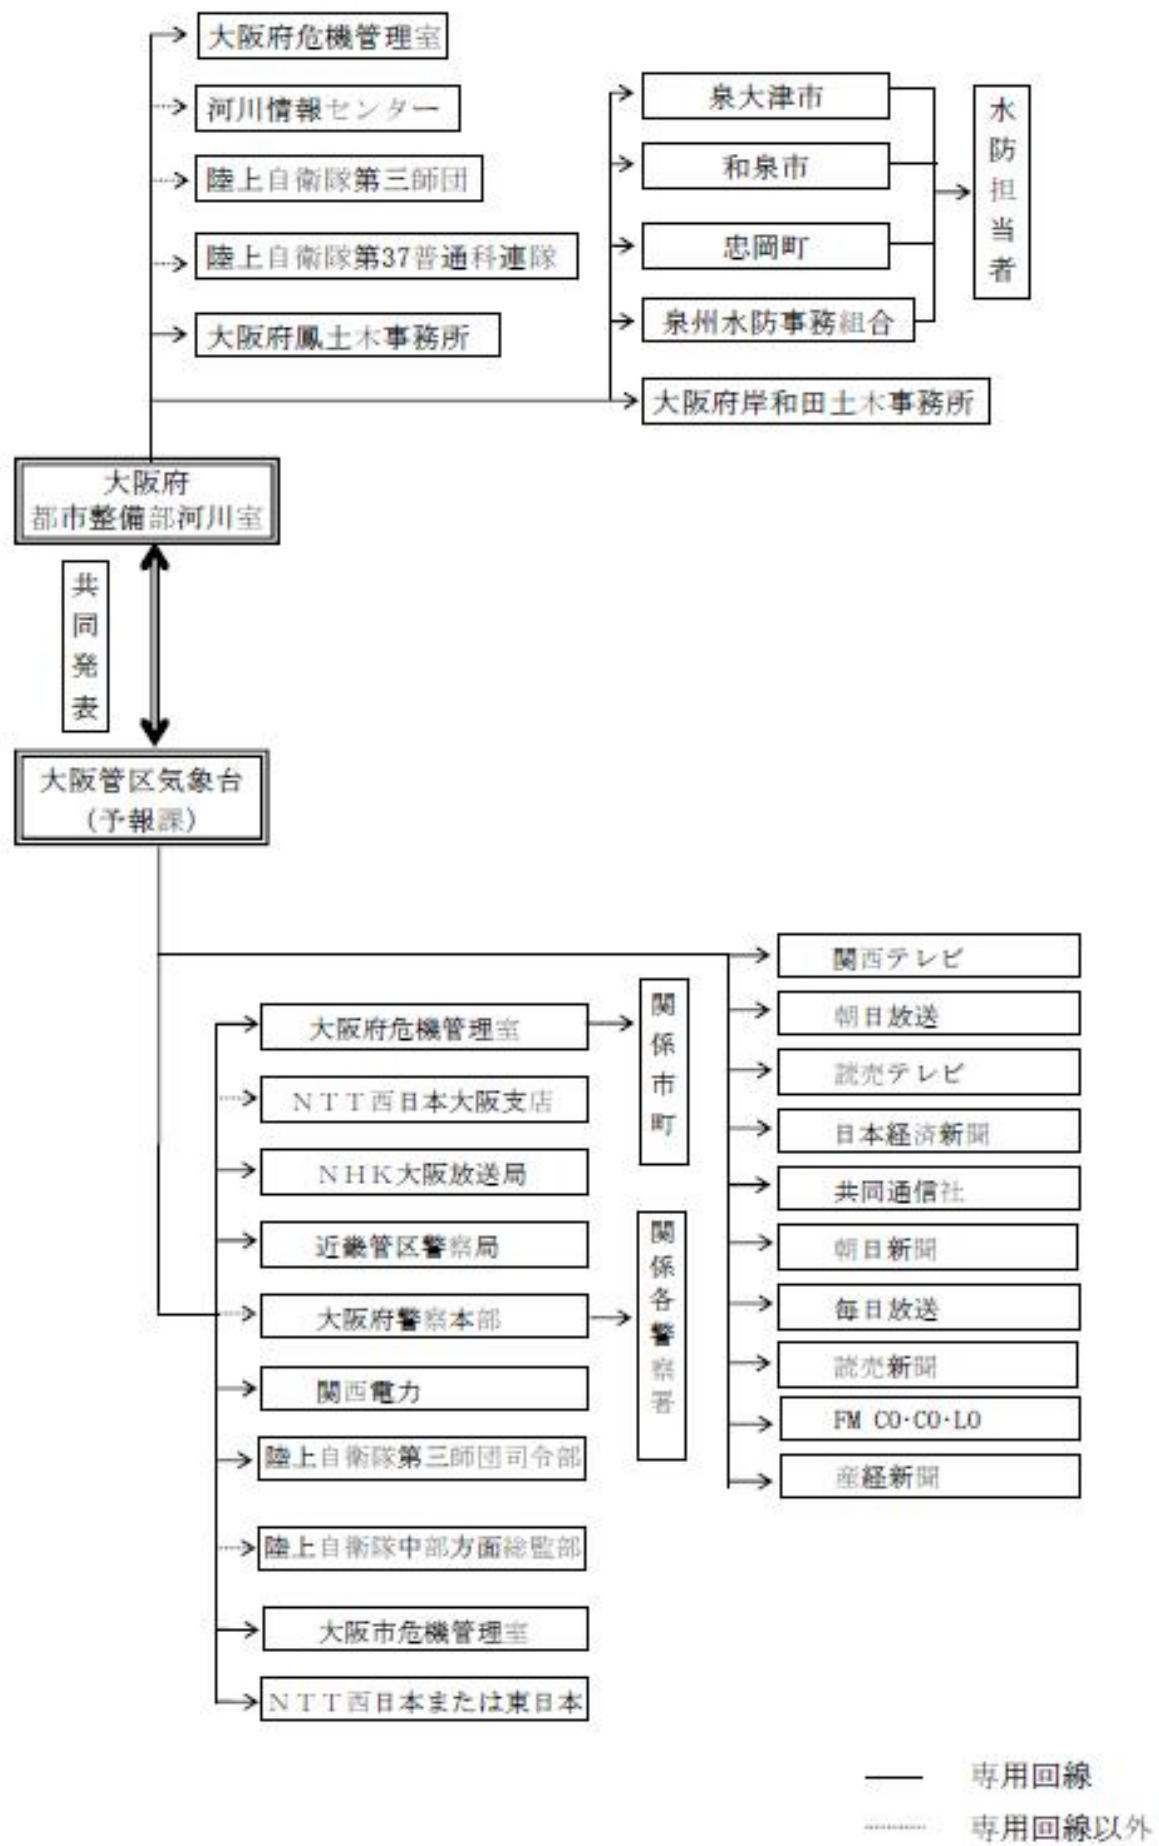 大阪府危機管理室
河川情報センター
陸上自衛隊第三師団
陸上自衛隊第37普通科連隊
大阪府鳳土木事務所
泉大津市
和泉市
忠岡町
泉州水防事務組合
大阪府岸和田土木事務所
水防担当者
大阪府
都市整備部河川室
共同発表
大阪管区気象台
(予報課)
大阪府危機管理室
NTT西日本大阪支店
NHK大阪放送局
近畿管区警察局
大阪府警察本部
関西電力
陸上自衛隊第三師団司令部
陸上自衛隊中部方面総監部
大阪市危機管理室
NTT西日本または東日本
関係市町
関係各警察署
関西テレビ
朝日放送
読売テレビ
日本経済新聞
共同通信社
朝日新聞
毎日放送
読売新聞
FM CO·CO·LO
産経新聞
専用回線
専用回線以外